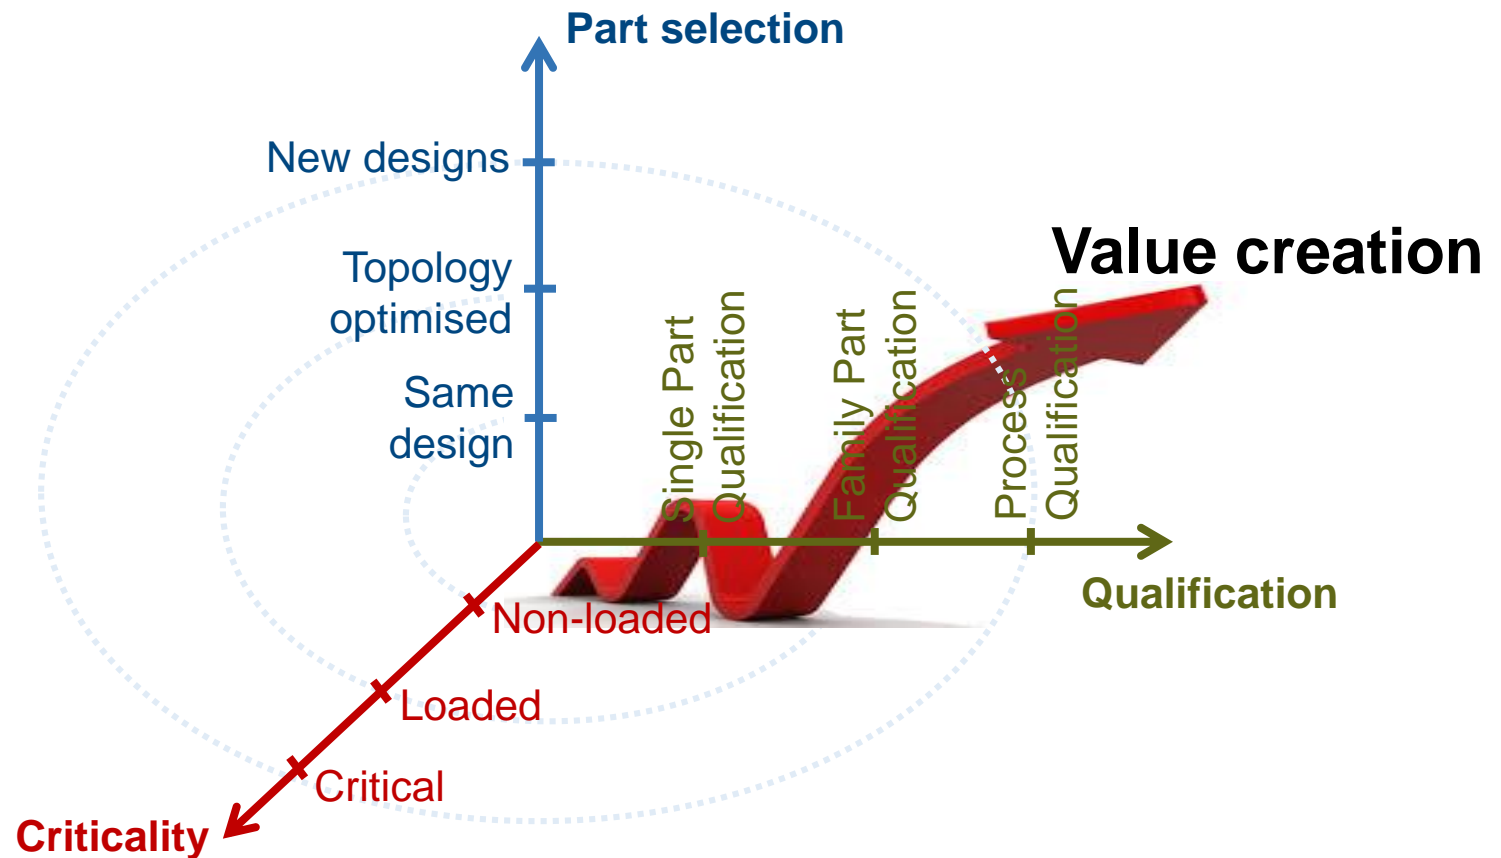 Part selection
New designs
Topology
optimised
Same
design
Value creation
Single Part
Qualification
Family Part
Qualification
Process
Qualification
Qualification
Non-loaded
Loaded
Critical
Criticality